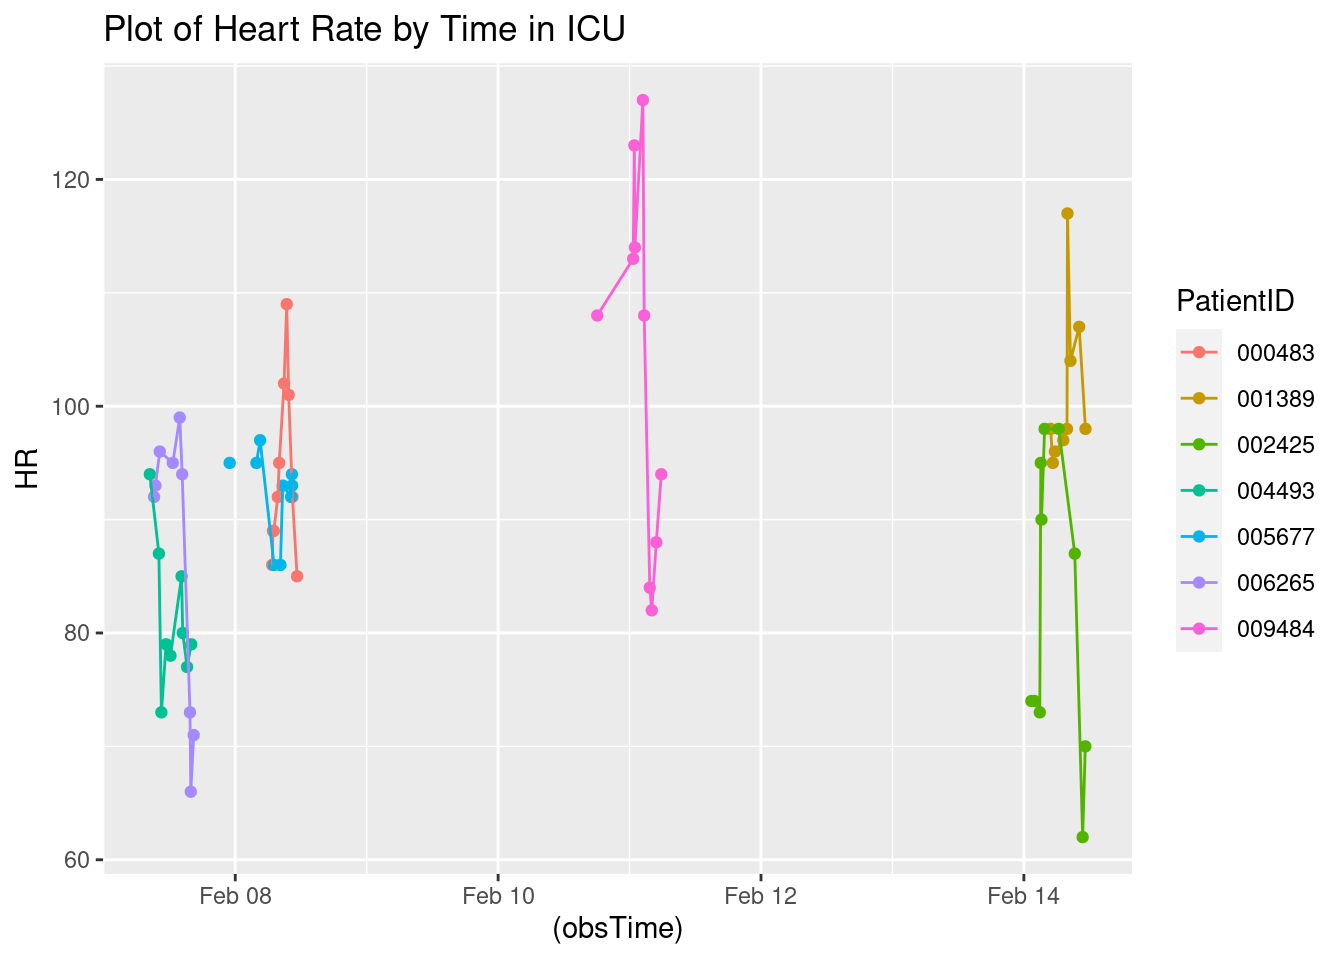 Plot of Heart Rate by Time in ICU
120
100
80
60
HR
Feb 08
Feb 10
Feb 12
Feb 14
(obsTime)
PatientID
000483
001389
002425
004493
005677
006265
009484